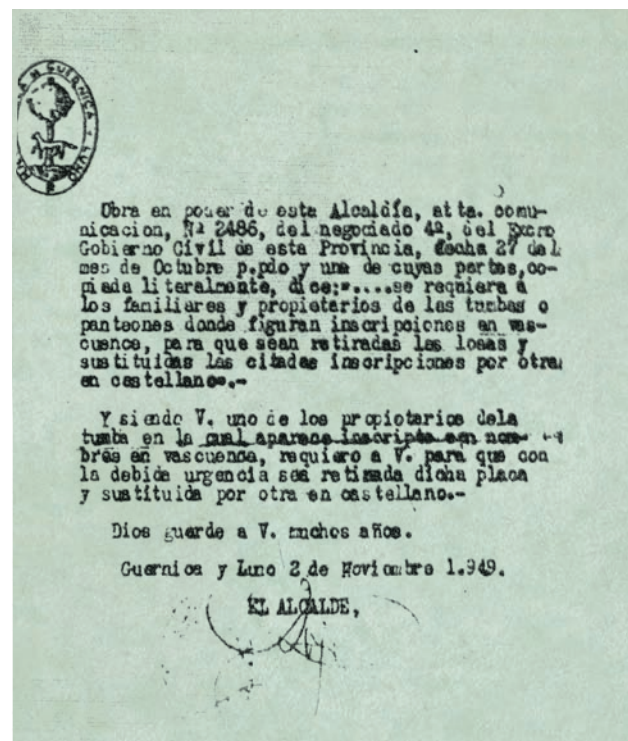 GUERNICA Y LUNO
Obra en poder de esta Alcaldía, atta. comu-
nicacion, Nª 2486, del negociado 4ª, del Excmo
Gobierno Civil de esta Provincia, fecha 27 del
mes de Octubre p.pdo y una de cuyas partes,co-
piada literalmente, dice;"....se requiera a
los familiares y propietarios de las tumbas o
panteones donde figuran inscripciones en vas-
cuence, para que sean retiradas las losas y
sustituidas las citadas inscripciones por otra
en castellano.-
Y siendo V. uno de los propietarios dela
tumba en la cual aparece inscripto con nom-
bres en vascuence, requiero a V. para que con
la debida urgencia sea retirada dicha placa
y sustituida por otra en castellano.-
Dios guarde a V. muchos años.
Guernica y Luno 2 de Noviembre 1.949.
EL ALCALDE,